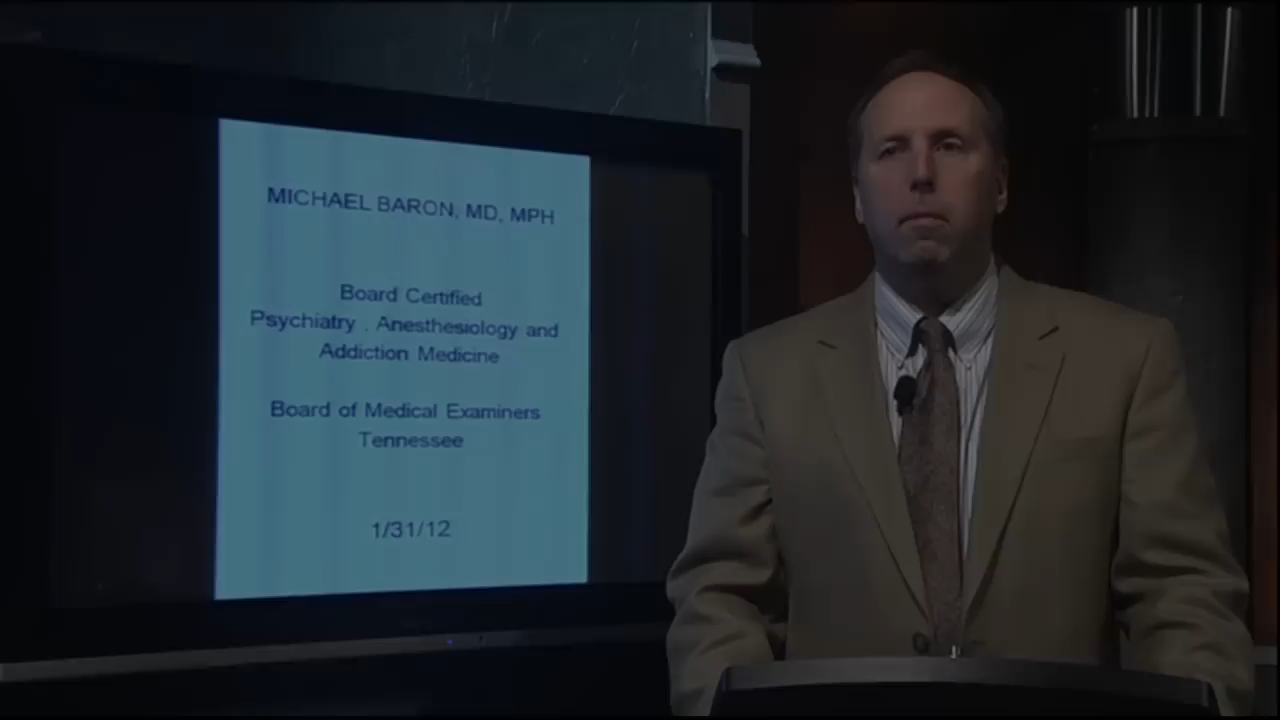 MICHAEL BARON, MD, MPH
Board Certified
Psychiatry . Anesthesiology and
Addiction Medicine
Board of Medical Examiners
Tennessee
1/31/12